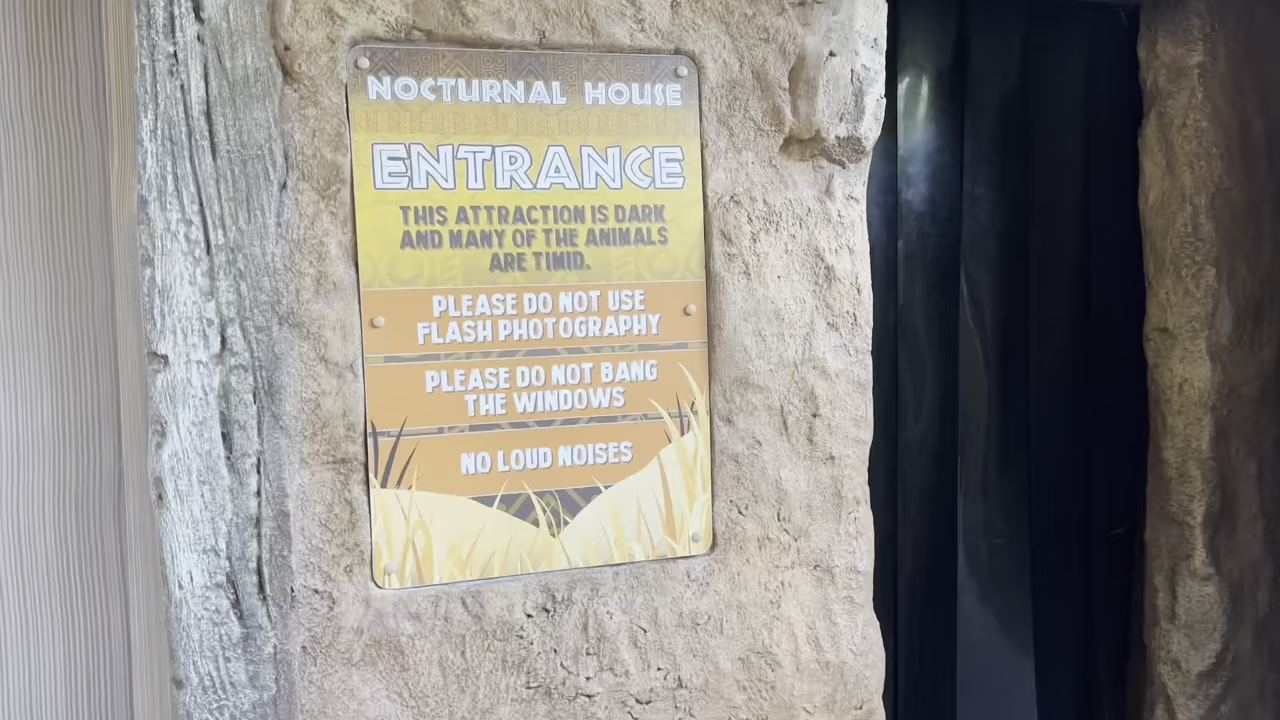 NOCTURNAL HOUSE
ENTRANCE
THIS ATTRACTION IS DARK
AND MANY OF THE ANIMALS
ARE TIMID.
PLEASE DO NOT USE
FLASH PHOTOGRAPHY
PLEASE DO NOT BANG
THE WINDOWS
NO LOUD NOISES